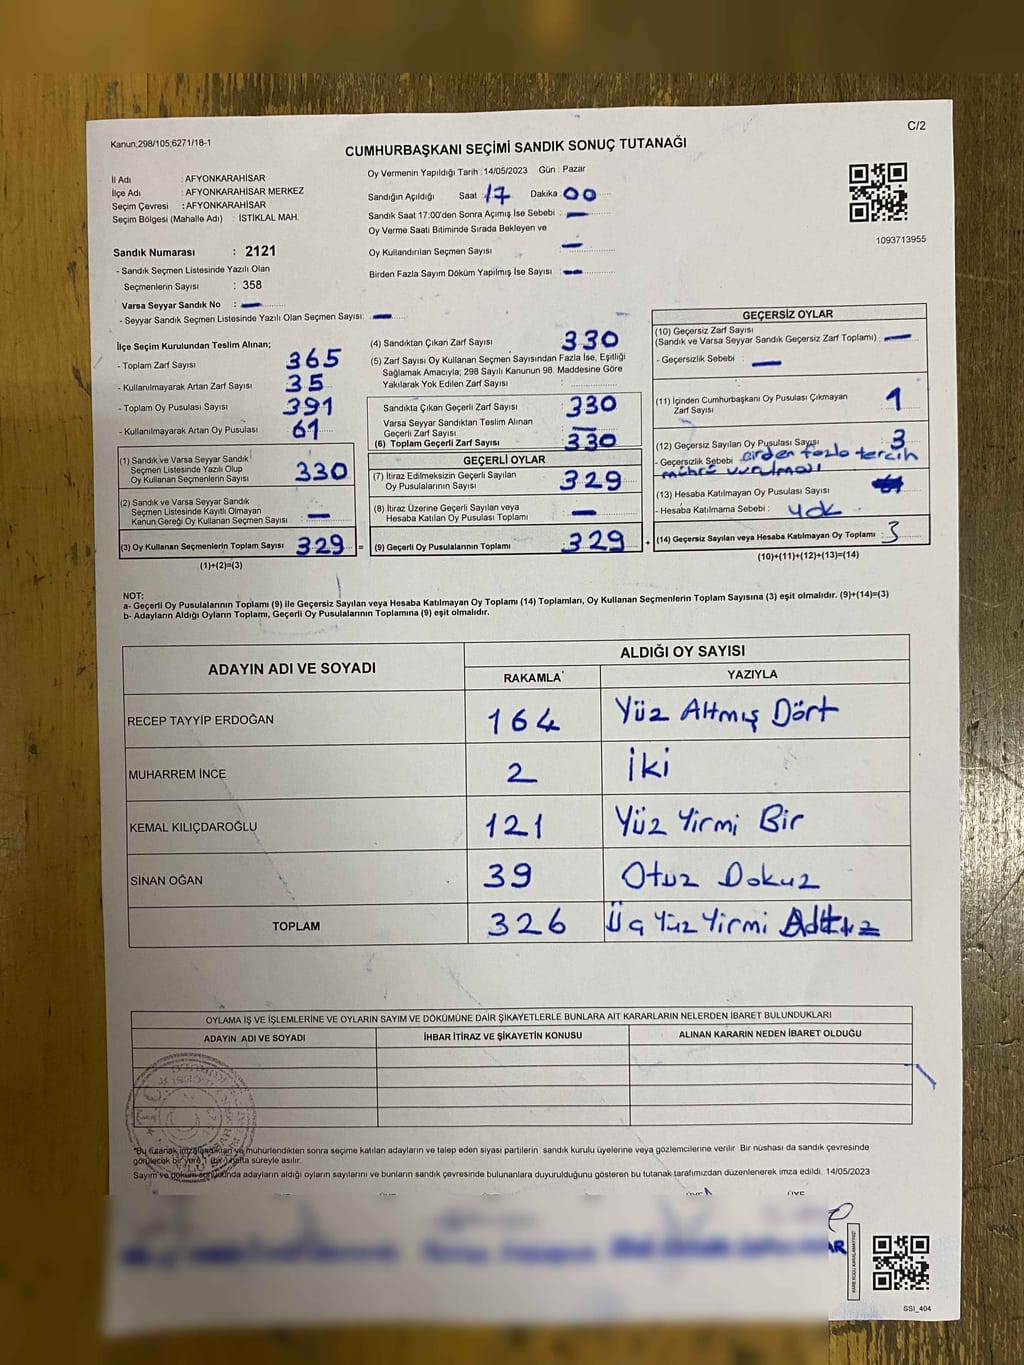 C/2
Kanun;298/105,6271/18-1
CUMHURBAŞKANI SEÇİMİ SANDIK SONUÇ TUTANAĞI
İl Adı : AFYONKARAHİSAR
İlçe Adı : AFYONKARAHİSAR MERKEZ
Seçim Çevresi : AFYONKARAHİSAR
Seçim Bölgesi (Mahalle Adı) : İSTİKLAL MAH.
Oy Vermenin Yapıldığı Tarih : 14/05/2023 Gün : Pazar
Sandığın Açıldığı Saat 17 Dakika 00
Sandık Saat 17:00'den Sonra Açımış İse Sebebi : —
Oy Verme Saati Bitiminde Sırada Bekleyen ve
Oy Kullandırılan Seçmen Sayısı —
Birden Fazla Sayım Döküm Yapılmış İse Sayısı : —
1093713955
Sandık Numarası : 2121
- Sandık Seçmen Listesinde Yazılı Olan
Seçmenlerin Sayısı : 358
Varsa Seyyar Sandık No : —
- Seyyar Sandık Seçmen Listesinde Yazılı Olan Seçmen Sayısı: —
İlçe Seçim Kurulundan Teslim Alınan;
- Toplam Zarf Sayısı 365
- Kullanılmayarak Artan Zarf Sayısı 35
- Toplam Oy Pusulası Sayısı 391
- Kullanılmayarak Artan Oy Pusulası 61
(1) Sandık ve Varsa Seyyar Sandık
Seçmen Listesinde Yazılı Olup
Oy Kullanan Seçmenlerin Sayısı 330
(2) Sandık ve Varsa Seyyar Sandık
Seçmen Listesinde Kayıtlı Olmayan
Kanun Gereği Oy Kullanan Seçmen Sayısı —
(3) Oy Kullanan Seçmenlerin Toplam Sayısı 329 =
(1)+(2)=(3)
(4) Sandıktan Çıkan Zarf Sayısı 330
(5) Zarf Sayısı Oy Kullanan Seçmen Sayısından Fazla İse, Eşitliği
Sağlamak Amacıyla; 298 Sayılı Kanunun 98. Maddesine Göre
Yakılarak Yok Edilen Zarf Sayısı :
Sandıkta Çıkan Geçerli Zarf Sayısı 330
Varsa Seyyar Sandıktan Teslim Alınan
Geçerli Zarf Sayısı —
(6) Toplam Geçerli Zarf Sayısı 330
GEÇERLİ OYLAR
(7) İtiraz Edilmeksizin Geçerli Sayılan
Oy Pusulalarının Sayısı 329
(8) İtiraz Üzerine Geçerli Sayılan veya
Hesaba Katılan Oy Pusulası Toplamı —
(9) Geçerli Oy Pusulalarının Toplamı 329 +
GEÇERSİZ OYLAR
(10) Geçersiz Zarf Sayısı
(Sandık ve Varsa Seyyar Sandık Geçersiz Zarf Toplamı) —
- Geçersizlik Sebebi : —
(11) İçinden Cumhurbaşkanı Oy Pusulası Çıkmayan
Zarf Sayısı 1
(12) Geçersiz Sayılan Oy Pusulası Sayısı 3
- Geçersizlik Sebebi Birden fazla tercih
mührü vurulması
(13) Hesaba Katılmayan Oy Pusulası Sayısı
- Hesaba Katılmama Sebebi : yok
(14) Geçersiz Sayılan veya Hesaba Katılmayan Oy Toplamı 3
(10)+(11)+(12)+(13)=(14)
NOT:
a- Geçerli Oy Pusulalarının Toplamı (9) ile Geçersiz Sayılan veya Hesaba Katılmayan Oy Toplamı (14) Toplamları, Oy Kullanan Seçmenlerin Toplam Sayısına (3) eşit olmalıdır. (9)+(14)=(3)
b- Adayların Aldığı Oyların Toplamı, Geçerli Oy Pusulalarının Toplamına (9) eşit olmalıdır.
ADAYIN ADI VE SOYADI ALDIĞI OY SAYISI
RAKAMLA YAZIYLA
RECEP TAYYİP ERDOĞAN 164 Yüz Altmış Dört
MUHARREM İNCE 2 İki
KEMAL KILIÇDAROĞLU 121 Yüz Yirmi Bir
SİNAN OĞAN 39 Otuz Dokuz
TOPLAM 326 Üç Yüz Yirmi
OYLAMA İŞ VE İŞLEMLERİNE VE OYLARIN SAYIM VE DÖKÜMÜNE DAİR ŞİKAYETLERLE BUNLARA AİT KARARLARIN NELERDEN İBARET BULUNDUKLARI
ADAYIN ADI VE SOYADI İHBAR İTİRAZ VE ŞİKAYETİN KONUSU ALINAN KARARIN NEDEN İBARET OLDUĞU
"Bu tutanak imzalandıktan ve mühürlendikten sonra seçime katılan adayların ve talep eden siyasi partilerin sandık kurulu üyelerine veya gözlemcilerine verilir. Bir nüshası da sandık çevresinde
görülecek bir yere 1 (bir) hafta süreyle asılır.
Sayım ve döküm sonucunda adayların aldığı oyların sayılarını ve bunların sandık çevresinde bulunanlara duyurulduğunu gösteren bu tutanak tarafımızdan düzenlenerek imza edildi. 14/05/2023
SSI_404